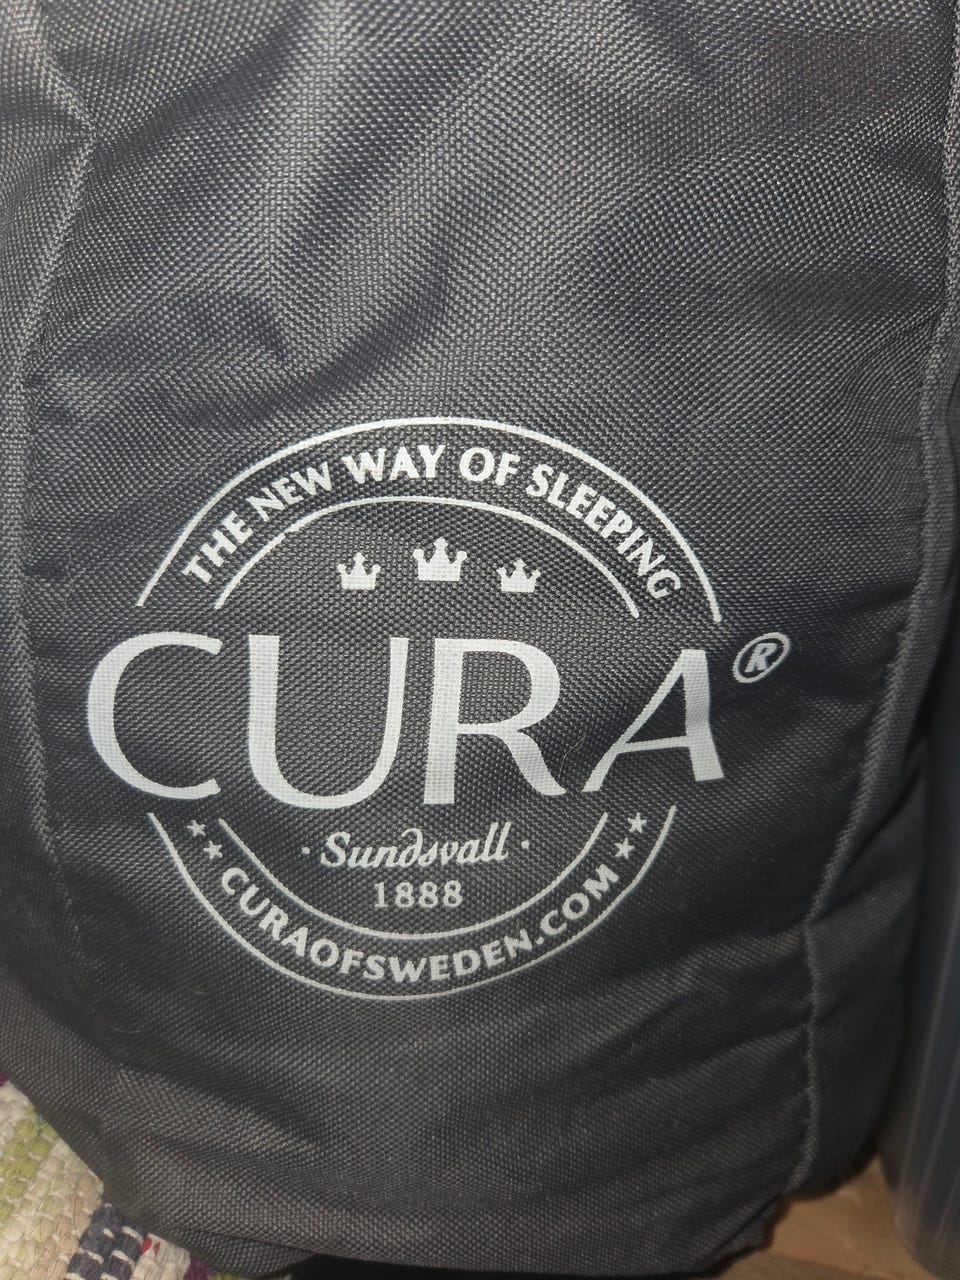 THE NEW WAY OF SLEEPING
CURA®
· Sundsvall ·
1888
CURAOFSWEDEN.COM